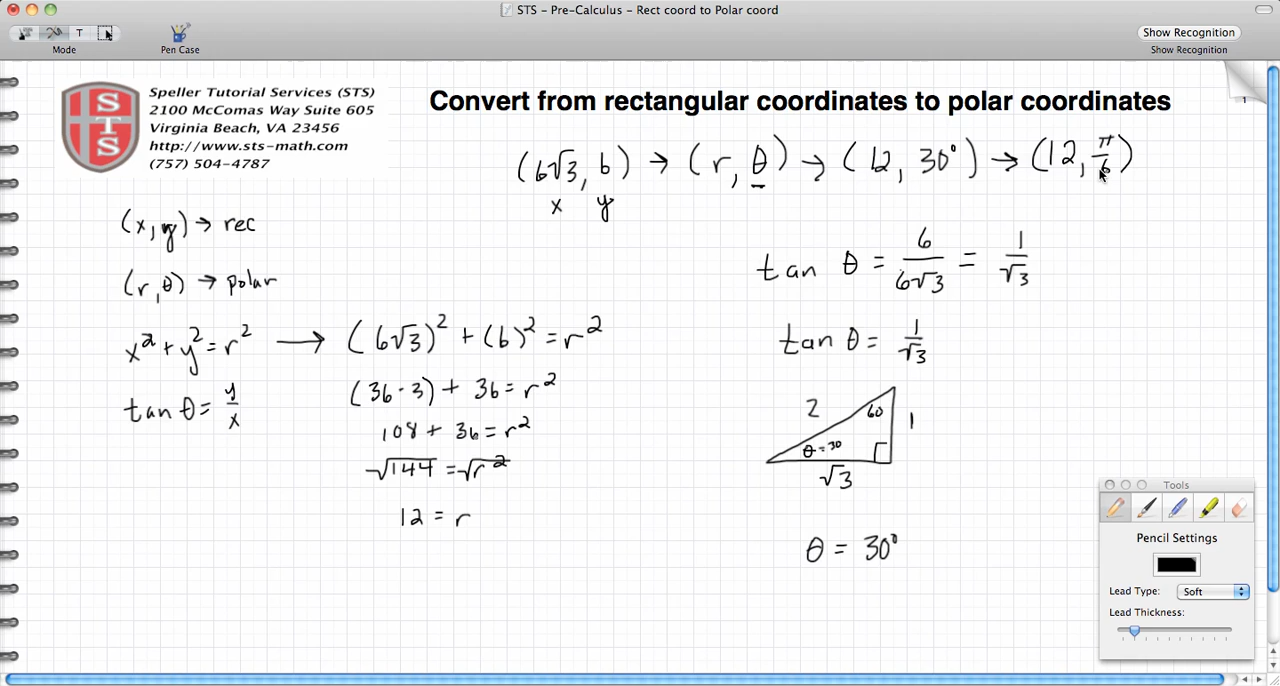 STS - Pre-Calculus - Rect coord to Polar coord
T
Mode
Pen Case
Show Recognition
Show Recognition
STS
Speller Tutorial Services (STS)
2100 McComas Way Suite 605
Virginia Beach, VA 23456
http://www.sts-math.com
(757) 504-4787
1
Convert from rectangular coordinates to polar coordinates
(6√3, 6) → (r, θ) → (12, 30°) → (12, π/6)
x y
(x, y) → rec
(r, θ) → polar
x² + y² = r² → (6√3)² + (6)² = r²
tan θ = y/x
(36 · 3) + 36 = r²
108 + 36 = r²
√144 = √r²
12 = r
tan θ = 6/6√3 = 1/√3
tan θ = 1/√3
2
60
1
θ = 30
√3
θ = 30°
Tools
Pencil Settings
Lead Type: Soft
Lead Thickness: